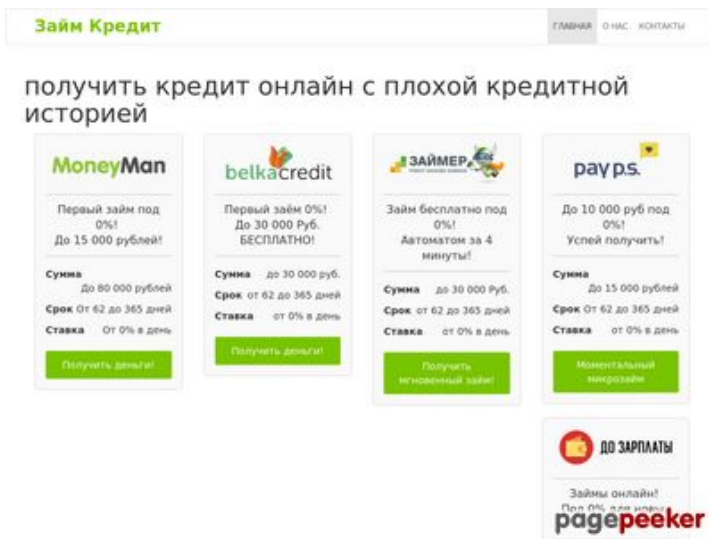 Займ Кредит
ГЛАВНАЯ О НАС КОНТАКТЫ
получить кредит онлайн с плохой кредитной
историей
MoneyMan
Первый займ под
0%!
До 15 000 рублей!
Сумма
До 80 000 рублей
Срок От 62 до 365 дней
Ставка От 0% в день
Получить деньги!
belkacredit
Первый заём 0%!
До 30 000 Руб.
БЕСПЛАТНО!
Сумма до 30 000 руб.
Срок от 62 до 365 дней
Ставка от 0% в день
Получить деньги!
ЗАЙМЕР
Займ бесплатно под
0%!
Автоматом за 4
минуты!
Сумма до 30 000 Руб.
Срок от 62 до 365 дней
Ставка от 0% в день
Получить
мгновенный займ!
pay p.s.
До 10 000 руб под
0%!
Успей получить!
Сумма
До 15 000 рублей
Срок От 62 до 365 дней
Ставка от 0% в день
Моментальный
микрозайм
ДО ЗАРПЛАТЫ
Займы онлайн!
Под 0% для новых
pagepeeker